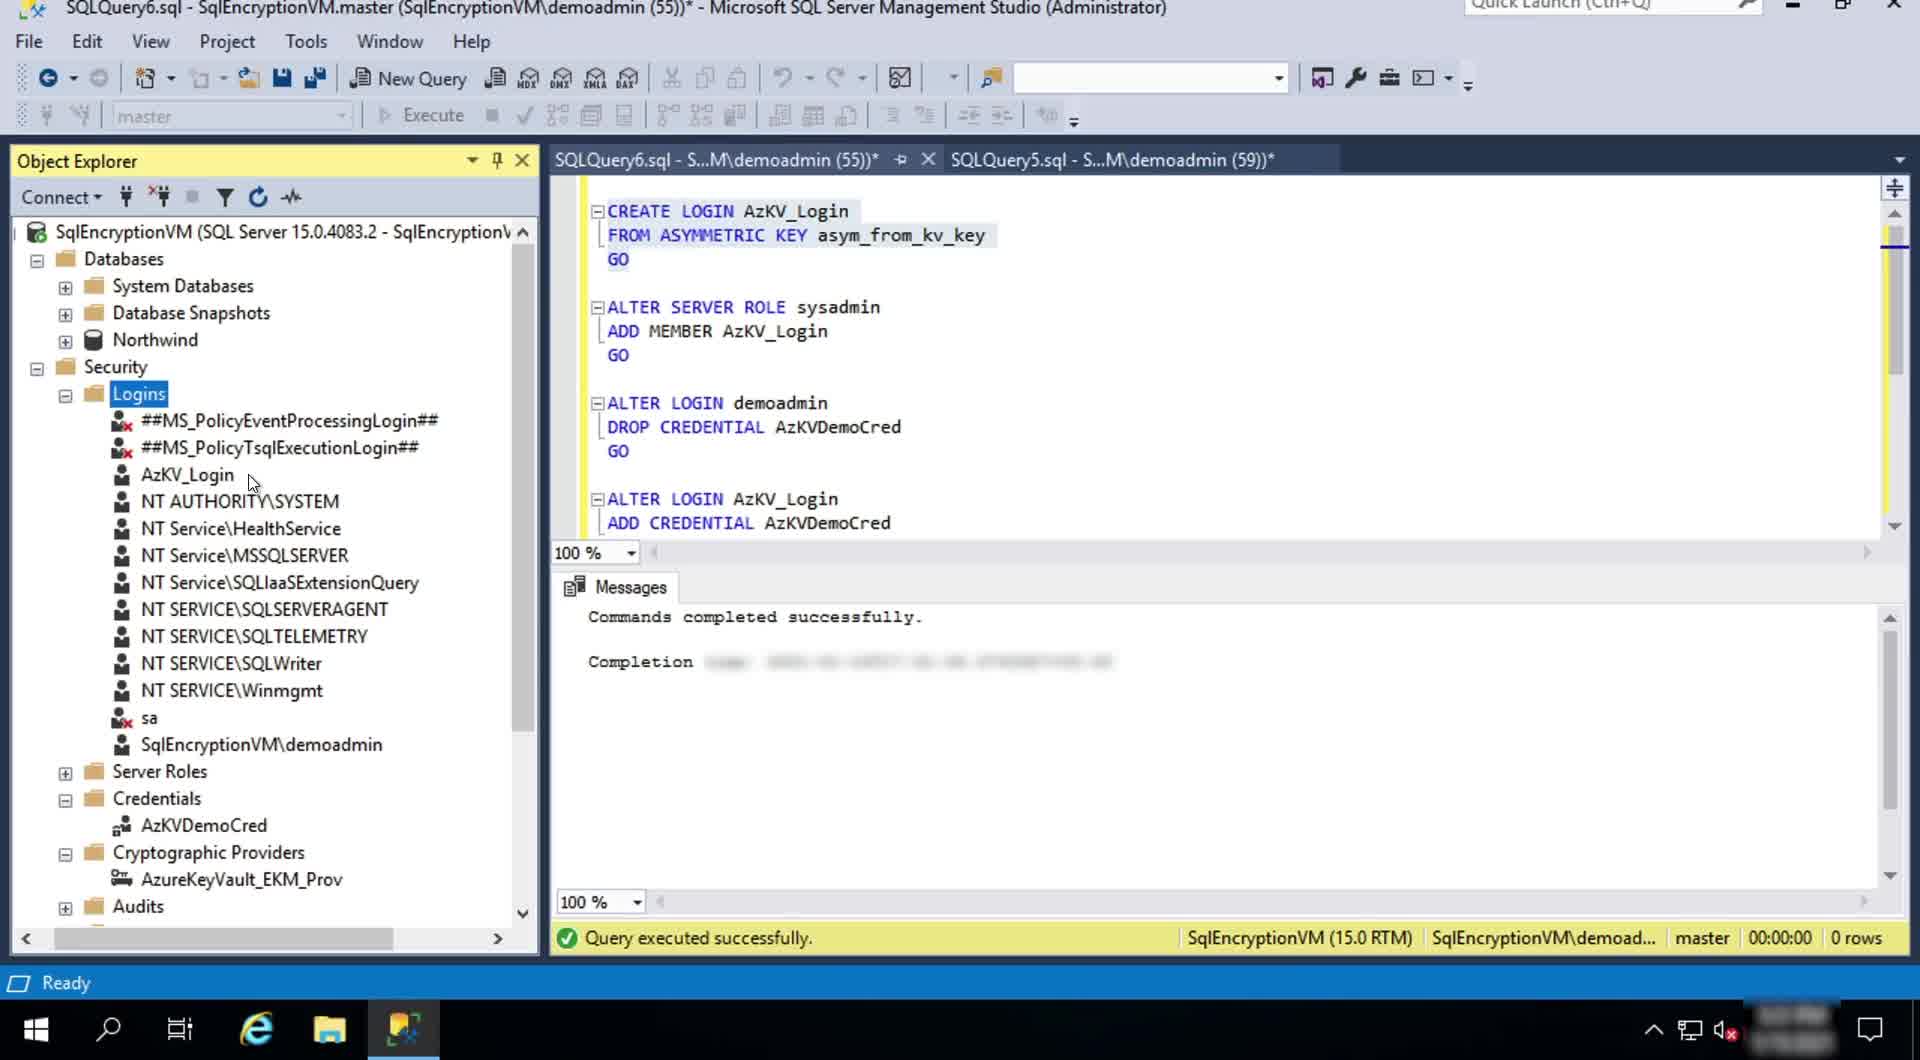 SQLQuery6.sql - SqlEncryptionVM.master (SqlEncryptionVM\demoadmin (55))* - Microsoft SQL Server Management Studio (Administrator)
Quick Launch (Ctrl+Q)
File Edit View Project Tools Window Help
New Query MDX DMX XMLA DAX
master Execute
Object Explorer
SQLQuery6.sql - S...M\demoadmin (55))* SQLQuery5.sql - S...M\demoadmin (59))*
Connect
SqlEncryptionVM (SQL Server 15.0.4083.2 - SqlEncryptionV
Databases
System Databases
Database Snapshots
Northwind
Security
Logins
##MS_PolicyEventProcessingLogin##
##MS_PolicyTsqlExecutionLogin##
AzKV_Login
NT AUTHORITY\SYSTEM
NT Service\HealthService
NT Service\MSSQLSERVER
NT Service\SQLIaaSExtensionQuery
NT SERVICE\SQLSERVERAGENT
NT SERVICE\SQLTELEMETRY
NT SERVICE\SQLWriter
NT SERVICE\Winmgmt
sa
SqlEncryptionVM\demoadmin
Server Roles
Credentials
AzKVDemoCred
Cryptographic Providers
AzureKeyVault_EKM_Prov
Audits
CREATE LOGIN AzKV_Login
FROM ASYMMETRIC KEY asym_from_kv_key
GO
ALTER SERVER ROLE sysadmin
ADD MEMBER AzKV_Login
GO
ALTER LOGIN demoadmin
DROP CREDENTIAL AzKVDemoCred
GO
ALTER LOGIN AzKV_Login
ADD CREDENTIAL AzKVDemoCred
100 %
Messages
Commands completed successfully.
Completion
100 %
Query executed successfully. SqlEncryptionVM (15.0 RTM) SqlEncryptionVM\demoad... master 00:00:00 0 rows
Ready